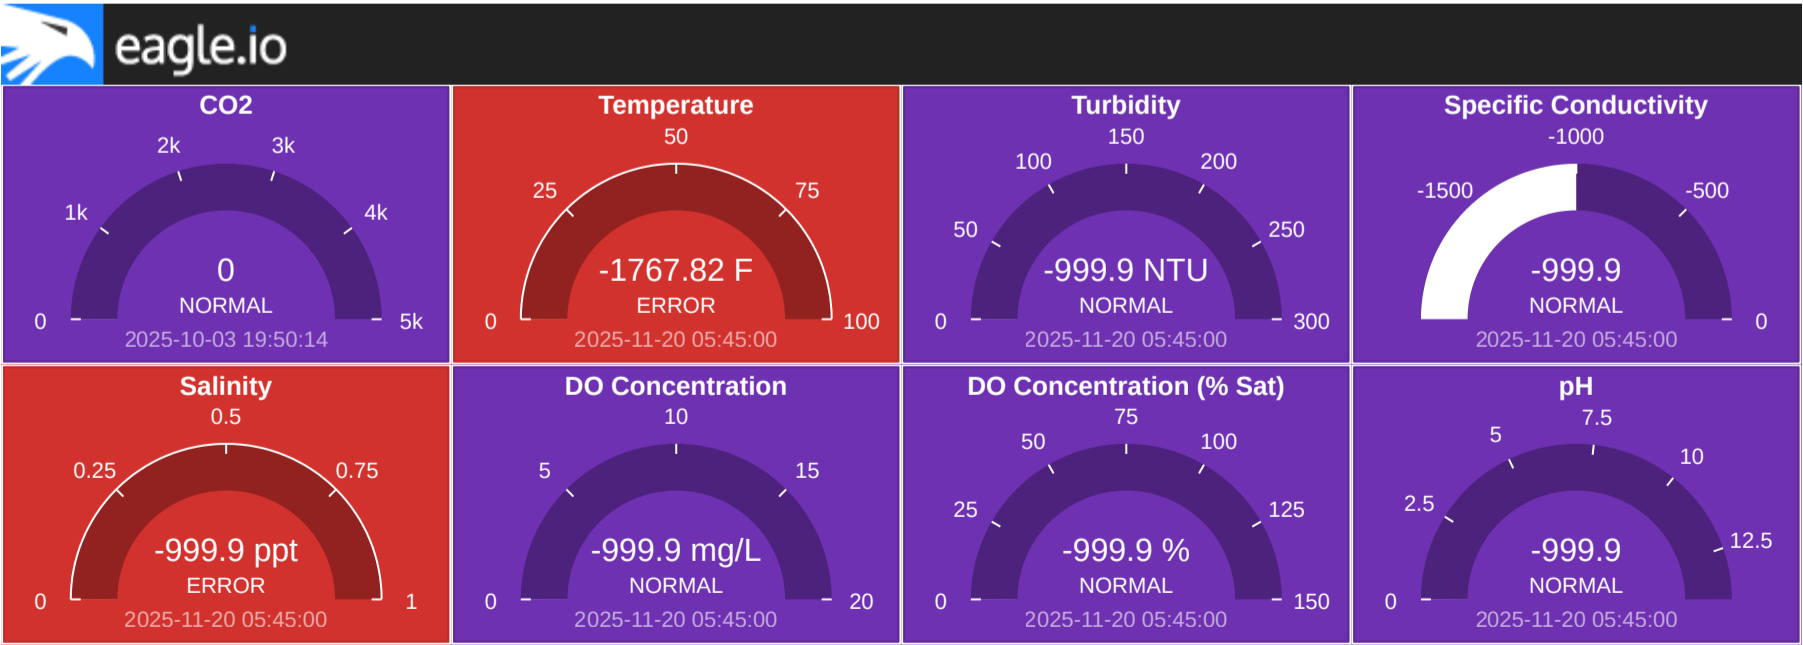 eagle.io
CO2
0
1k
2k
3k
4k
5k
0
NORMAL
2025-10-03 19:50:14
Temperature
0
25
50
75
100
-1767.82 F
ERROR
2025-11-20 05:45:00
Turbidity
0
50
100
150
200
250
300
-999.9 NTU
NORMAL
2025-11-20 05:45:00
Specific Conductivity
-1500
-1000
-500
0
-999.9
NORMAL
2025-11-20 05:45:00
Salinity
0
0.25
0.5
0.75
1
-999.9 ppt
ERROR
2025-11-20 05:45:00
DO Concentration
0
5
10
15
20
-999.9 mg/L
NORMAL
2025-11-20 05:45:00
DO Concentration (% Sat)
0
25
50
75
100
125
150
-999.9 %
NORMAL
2025-11-20 05:45:00
pH
0
2.5
5
7.5
10
12.5
-999.9
NORMAL
2025-11-20 05:45:00